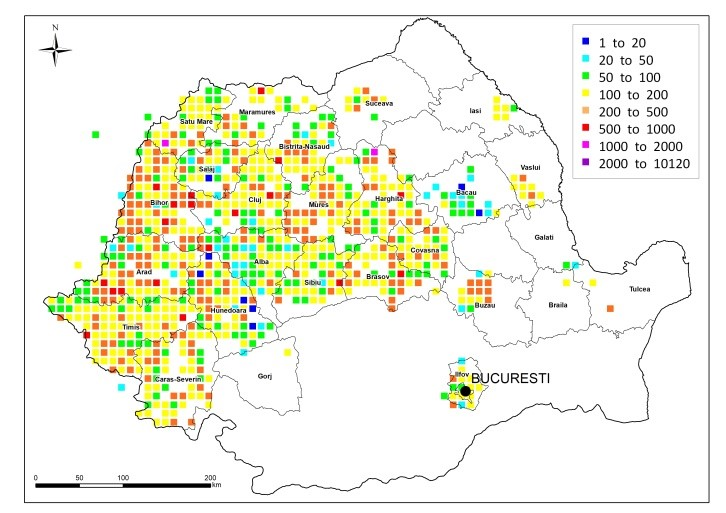 N
1 to 20
20 to 50
50 to 100
100 to 200
200 to 500
500 to 1000
1000 to 2000
2000 to 10120
Suceava
Maramures
Iasi
Satu Mare
Bistrita-Nasaud
Salaj
Vaslui
Bacau
Cluj
Harghita
Bihor
Mures
Galati
Covasna
Alba
Arad
Brasov
Sibiu
Tulcea
Hunedoara
Buzau
Braila
Timis
Caras-Severin
Gorj
Ilfov
BUCURESTI
0 50 100 200
km